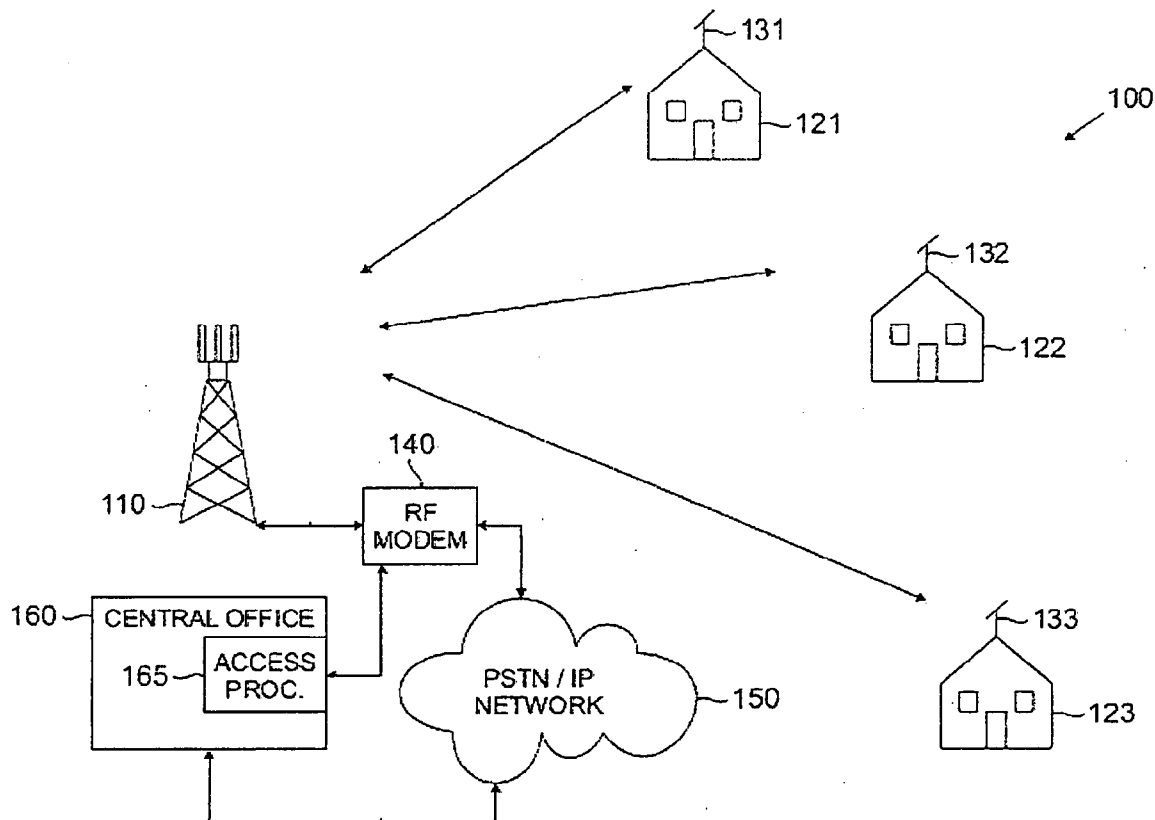 131
100
121
132
122
140
110
RF
MODEM
160
CENTRAL OFFICE
133
165
ACCESS
PROC.
PSTN / IP
NETWORK
150
123